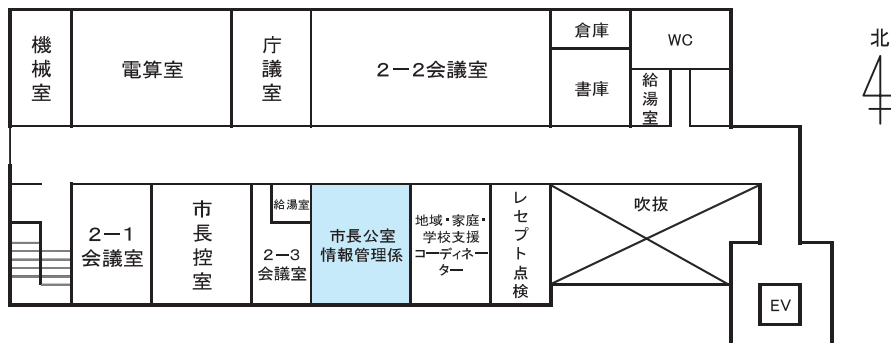 機械室
電算室
庁議室
2－2会議室
倉庫
書庫
WC
給湯室
北
2－1
会議室
市長控室
給湯室
2－3
会議室
市長公室
情報管理係
地域・家庭・
学校支援
コーディネー
ター
レセプト点検
吹抜
EV